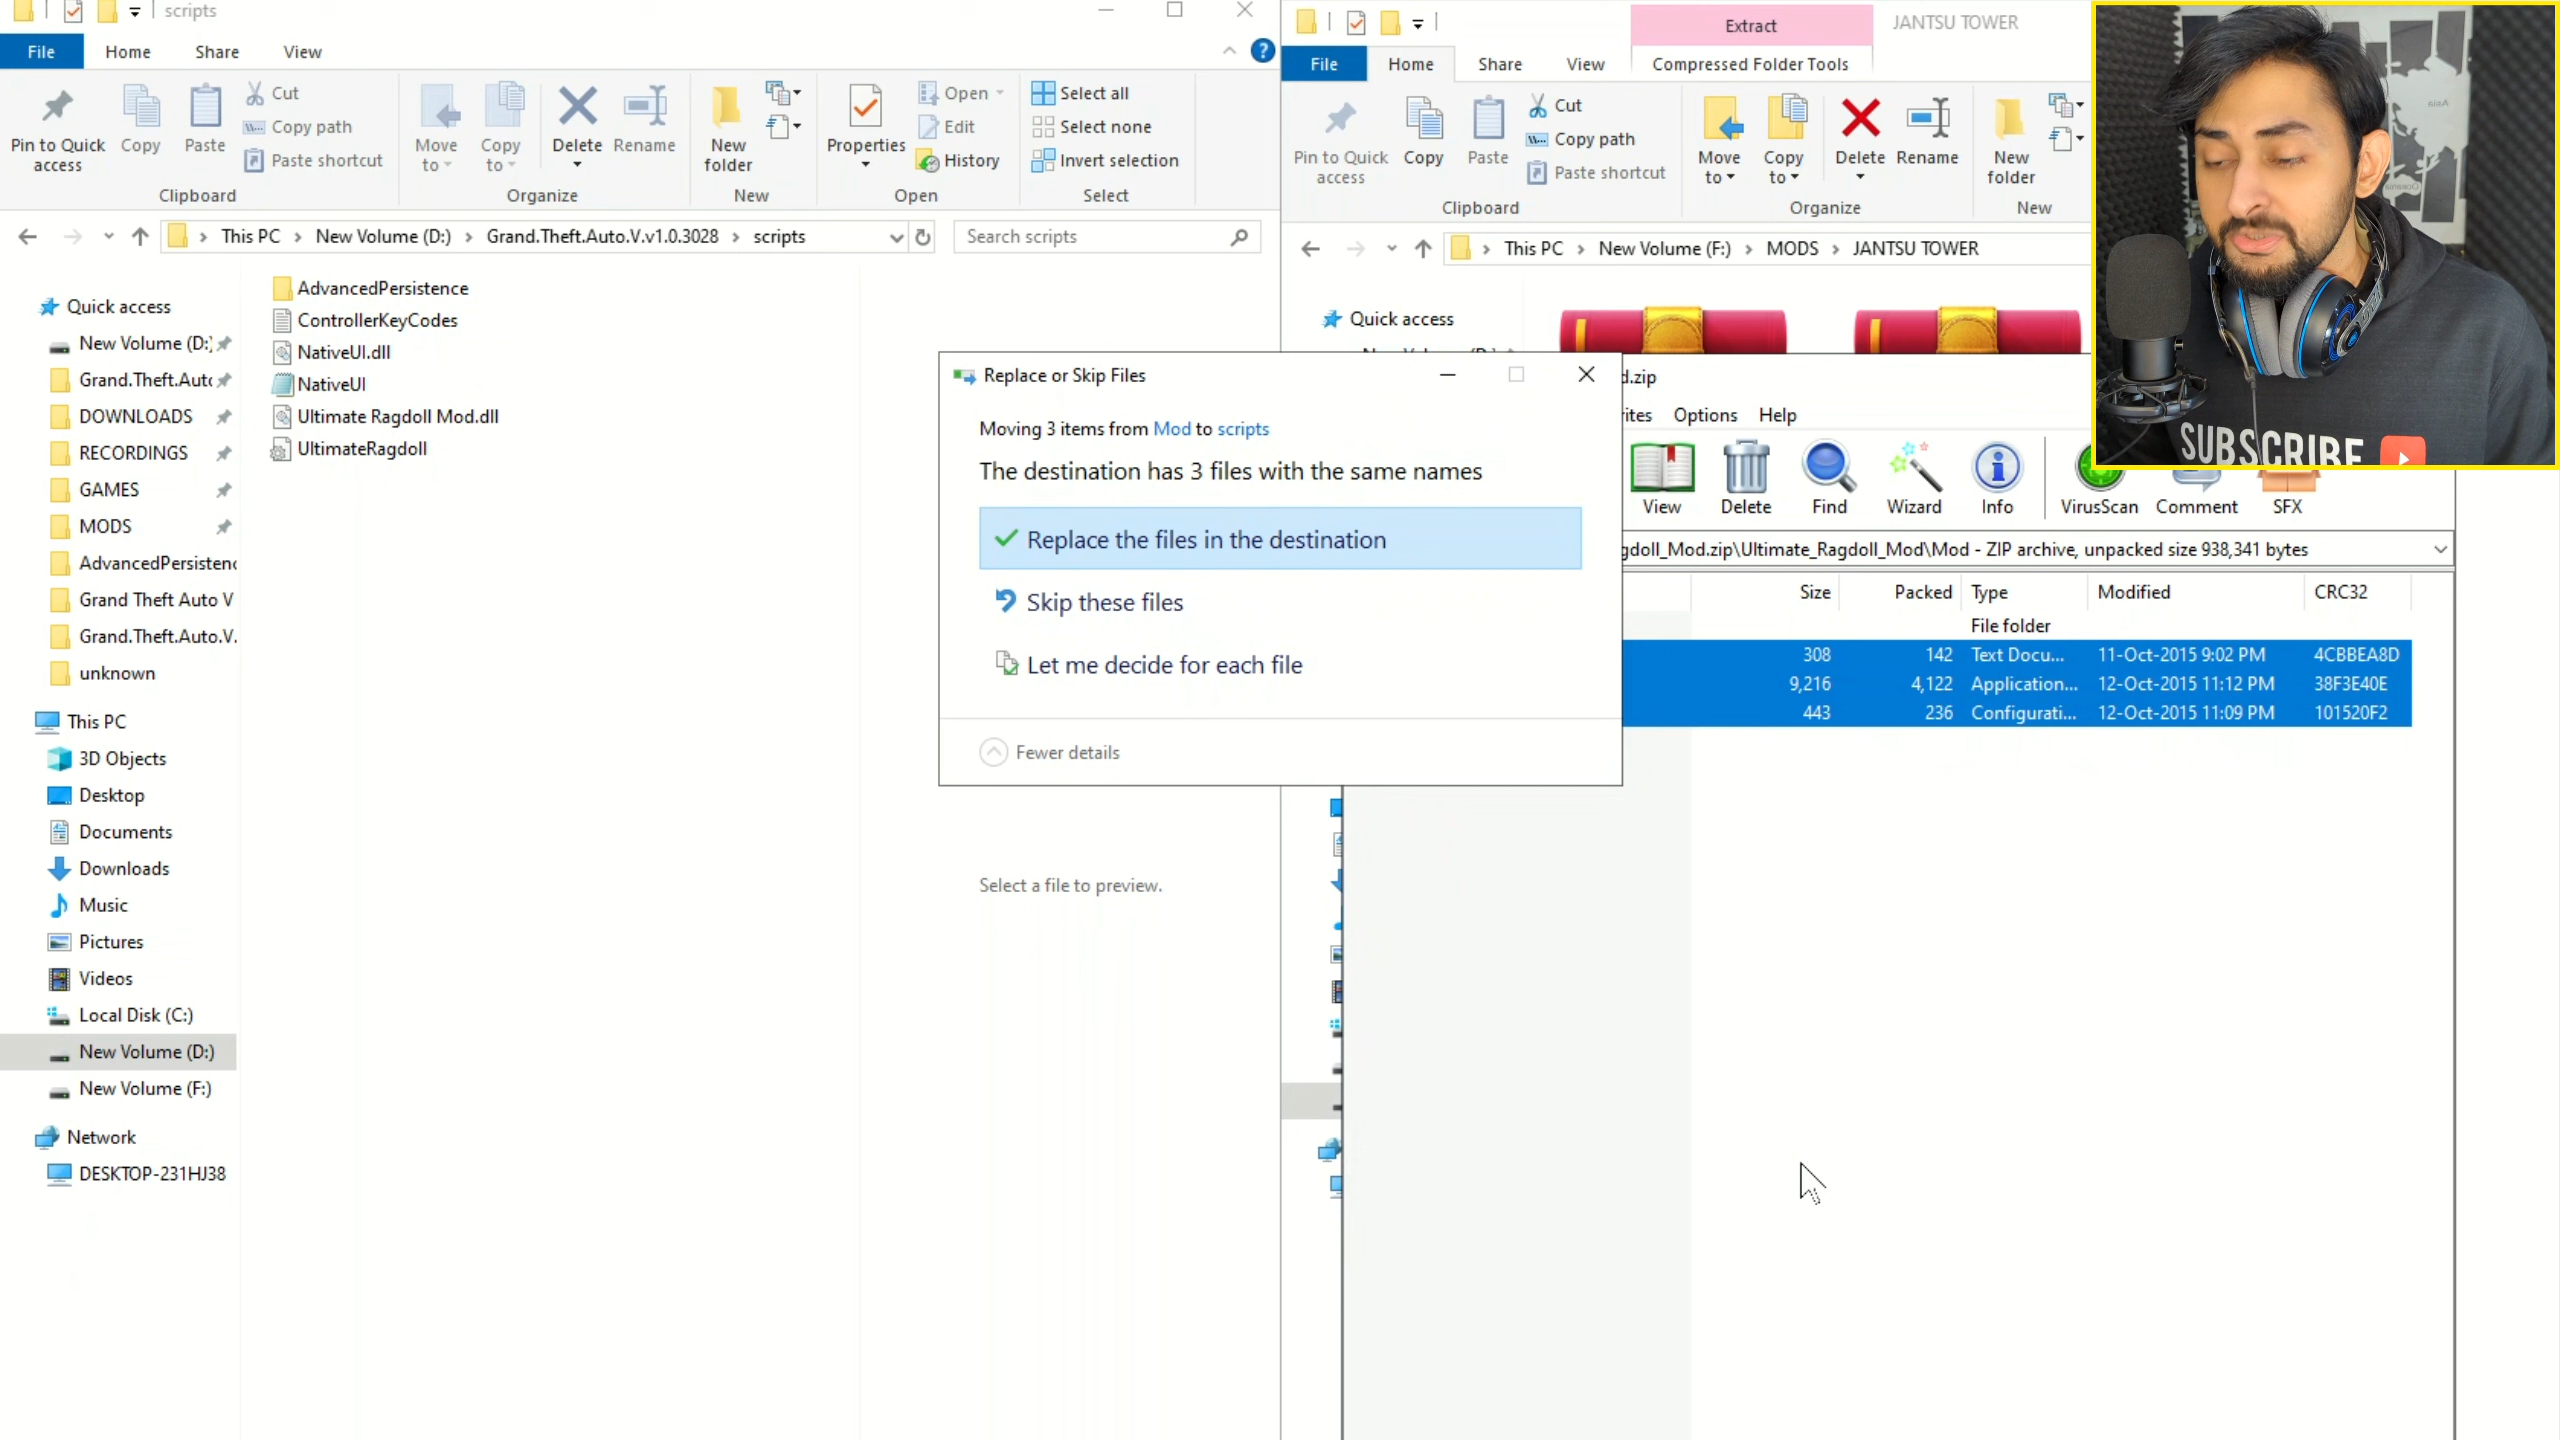 scripts
File Home Share View
Pin to Quick access
Copy
Paste
Cut
Copy path
Paste shortcut
Clipboard
Move to
Copy to
Delete
Rename
Organize
New folder
New
Properties
Open
Edit
History
Open
Select all
Select none
Invert selection
Select
This PC › New Volume (D:) › Grand.Theft.Auto.V.v1.0.3028 › scripts
Search scripts
Quick access
New Volume (D:)
Grand.Theft.Auto
DOWNLOADS
RECORDINGS
GAMES
MODS
AdvancedPersistenc
Grand Theft Auto V
Grand.Theft.Auto.V.
unknown
This PC
3D Objects
Desktop
Documents
Downloads
Music
Pictures
Videos
Local Disk (C:)
New Volume (D:)
New Volume (F:)
Network
DESKTOP-231HJ38
AdvancedPersistence
ControllerKeyCodes
NativeUI.dll
NativeUI
Ultimate Ragdoll Mod.dll
UltimateRagdoll
Select a file to preview.
Extract
JANTSU TOWER
File Home Share View Compressed Folder Tools
Pin to Quick access
Copy
Paste
Cut
Copy path
Paste shortcut
Clipboard
Move to
Copy to
Delete
Rename
Organize
New folder
New
This PC › New Volume (F:) › MODS › JANTSU TOWER
Quick access
Replace or Skip Files
Moving 3 items from Mod to scripts
The destination has 3 files with the same names
Replace the files in the destination
Skip these files
Let me decide for each file
Fewer details
d.zip
rites Options Help
View Delete Find Wizard Info VirusScan Comment SFX
gdoll_Mod.zip\Ultimate_Ragdoll_Mod\Mod - ZIP archive, unpacked size 938,341 bytes
Size Packed Type Modified CRC32
File folder
308 142 Text Docu... 11-Oct-2015 9:02 PM 4CBBEA8D
9,216 4,122 Application... 12-Oct-2015 11:12 PM 38F3E40E
443 236 Configurati... 12-Oct-2015 11:09 PM 101520F2
Asia
Oceania
SUBSCRIBE